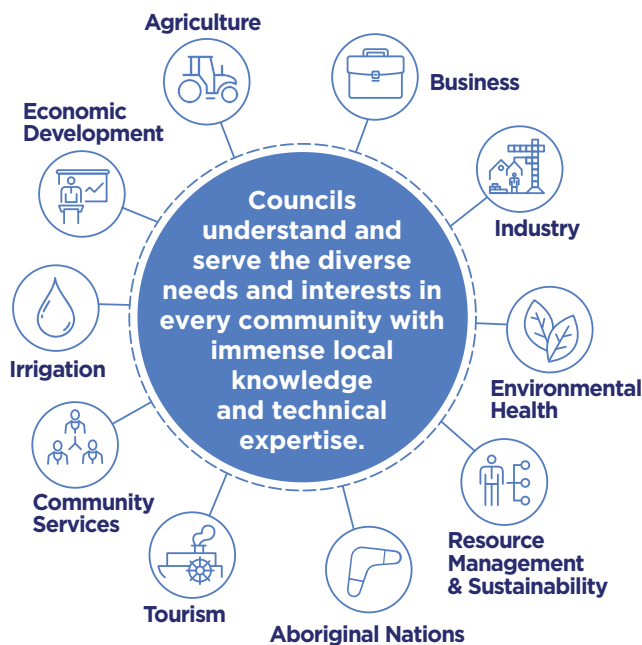 Agriculture
Business
Economic
Development
Industry
Councils
understand and
serve the diverse
needs and interests in
every community with
immense local
knowledge
and technical
expertise.
Irrigation
Environmental
Health
Community
Services
Resource
Management
& Sustainability
Tourism
Aboriginal Nations